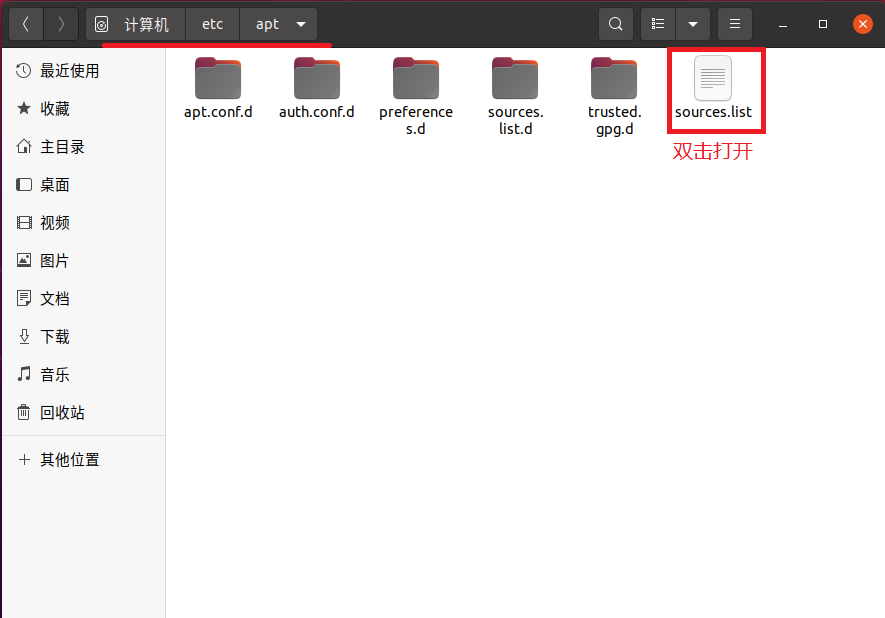 计算机 etc apt
最近使用
收藏
主目录
桌面
视频
图片
文档
下载
音乐
回收站
其他位置
apt.conf.d
auth.conf.d
preference
s.d
sources.
list.d
trusted.
gpg.d
sources.list
双击打开